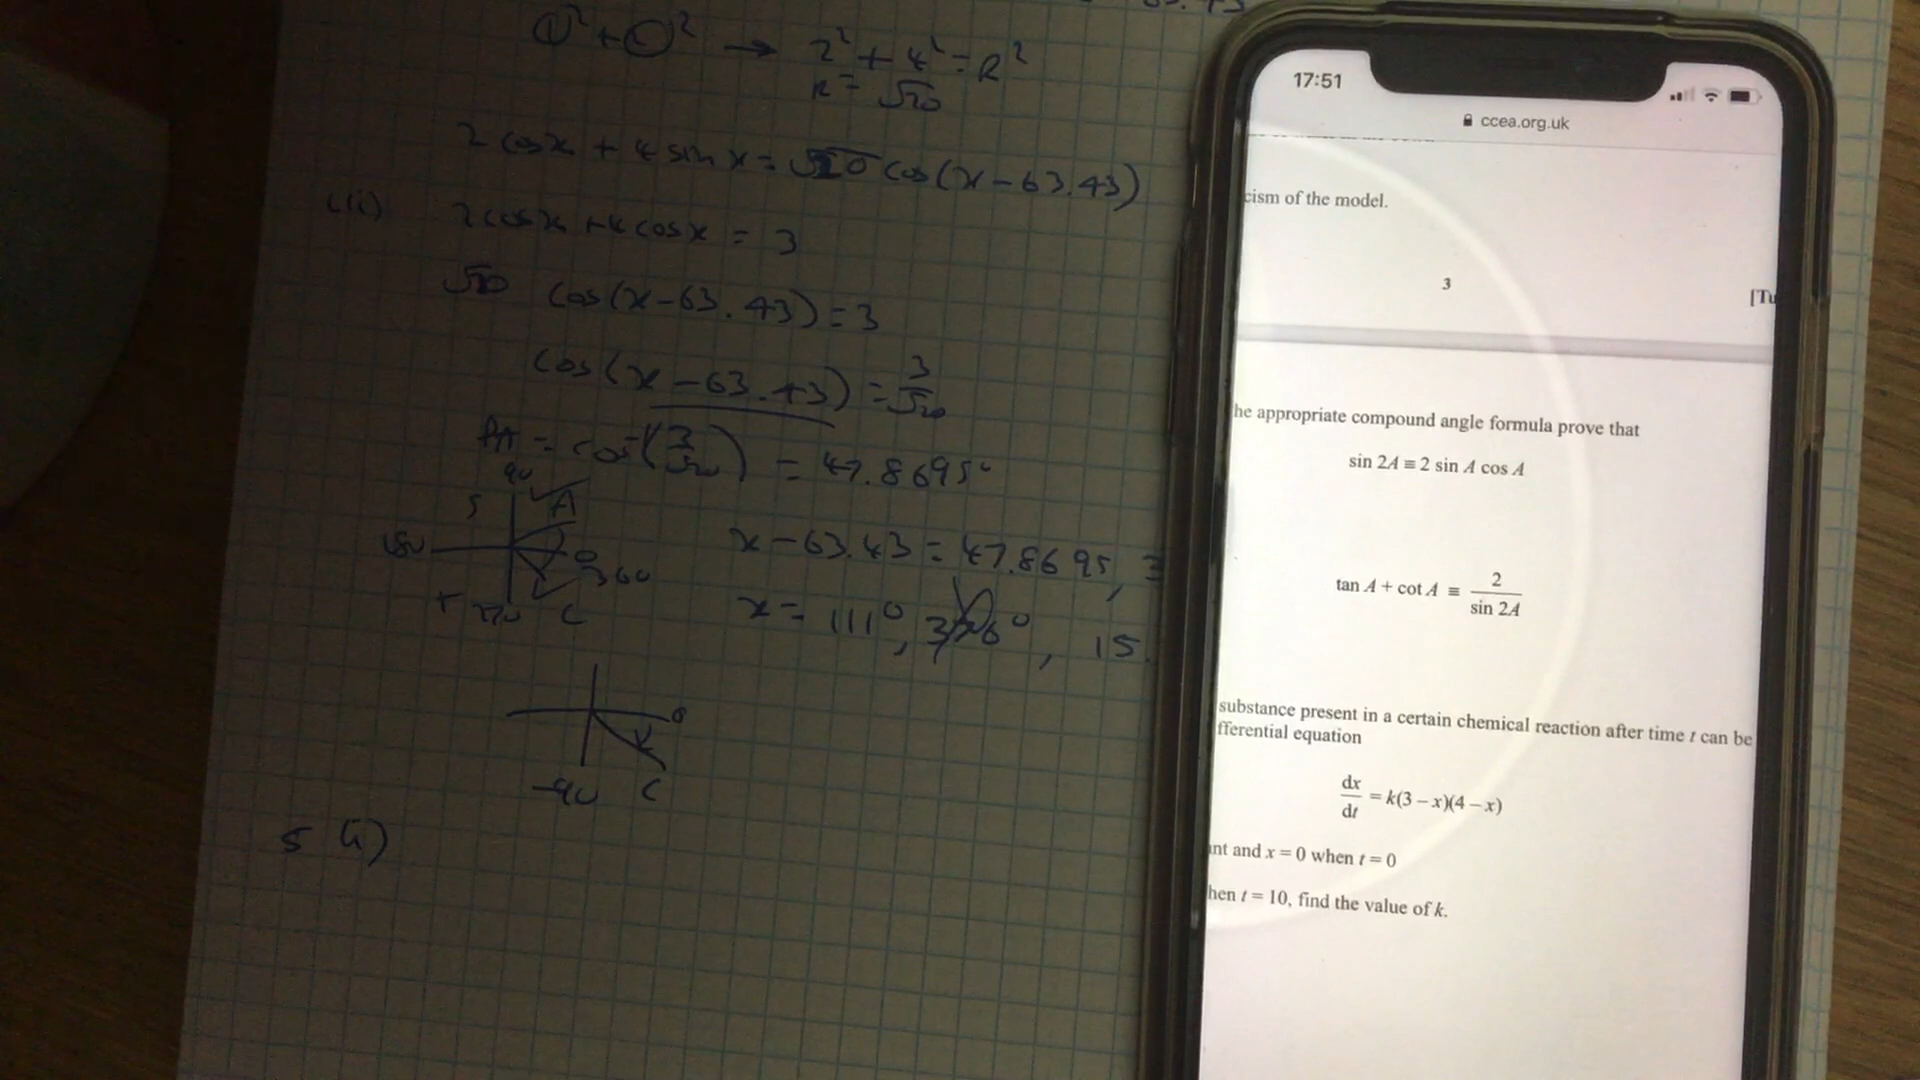 ①² + ②² → 2² + 4² = R²
R = √20
2 cos x + 4 sin x = √20 cos(x – 63.43)
(ii) 2 cos x + 4 cos x = 3
√20 cos(x – 63.43) = 3
cos(x – 63.43) = 3/√20
PA = cos⁻¹(3/√20) = 47.8695°
90
S A
180 0
360
T 270 C
x – 63.43 = 47.8695, 3
x = 111°, 376°, 15.
0
-90 C
5 (i)
17:51
ccea.org.uk
cism of the model.
3
[Tu
he appropriate compound angle formula prove that
sin 2A ≡ 2 sin A cos A
tan A + cot A ≡ 2/sin 2A
substance present in a certain chemical reaction after time t can be
fferential equation
dx/dt = k(3 – x)(4 – x)
nt and x = 0 when t = 0
hen t = 10, find the value of k.